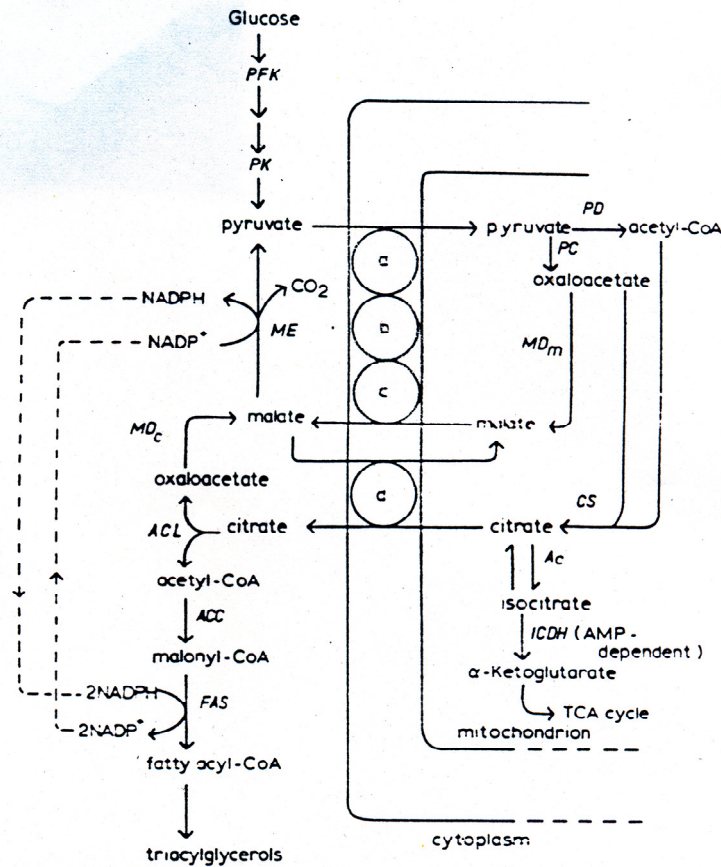 Glucose
PFK
PK
pyruvate
pyruvate
PD
acetyl-CoA
PC
oxaloacetate
a
b
c
NADPH
CO2
NADP+
ME
MDm
MDc
malate
malate
oxaloacetate
d
CS
ACL
citrate
citrate
Ac
acetyl-CoA
isocitrate
ACC
ICDH (AMP-
dependent)
malonyl-CoA
α-Ketoglutarate
2NADPH
FAS
TCA cycle
2NADP+
mitochondrion
fatty acyl-CoA
cytoplasm
triacylglycerols